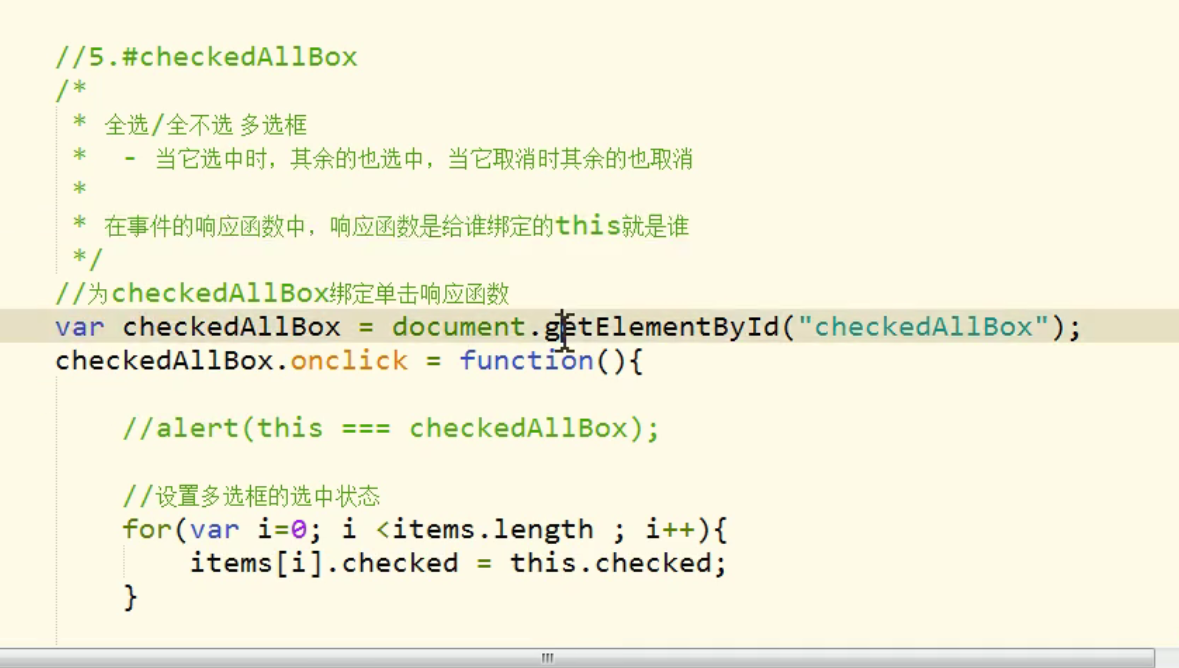 //5.#checkedAllBox
/*
* 全选/全不选 多选框
* - 当它选中时，其余的也选中，当它取消时其余的也取消
*
* 在事件的响应函数中，响应函数是给谁绑定的this就是谁
*/
//为checkedAllBox绑定单击响应函数
var checkedAllBox = document.getElementById("checkedAllBox");
checkedAllBox.onclick = function(){
//alert(this === checkedAllBox);
//设置多选框的选中状态
for(var i=0; i <items.length ; i++){
items[i].checked = this.checked;
}